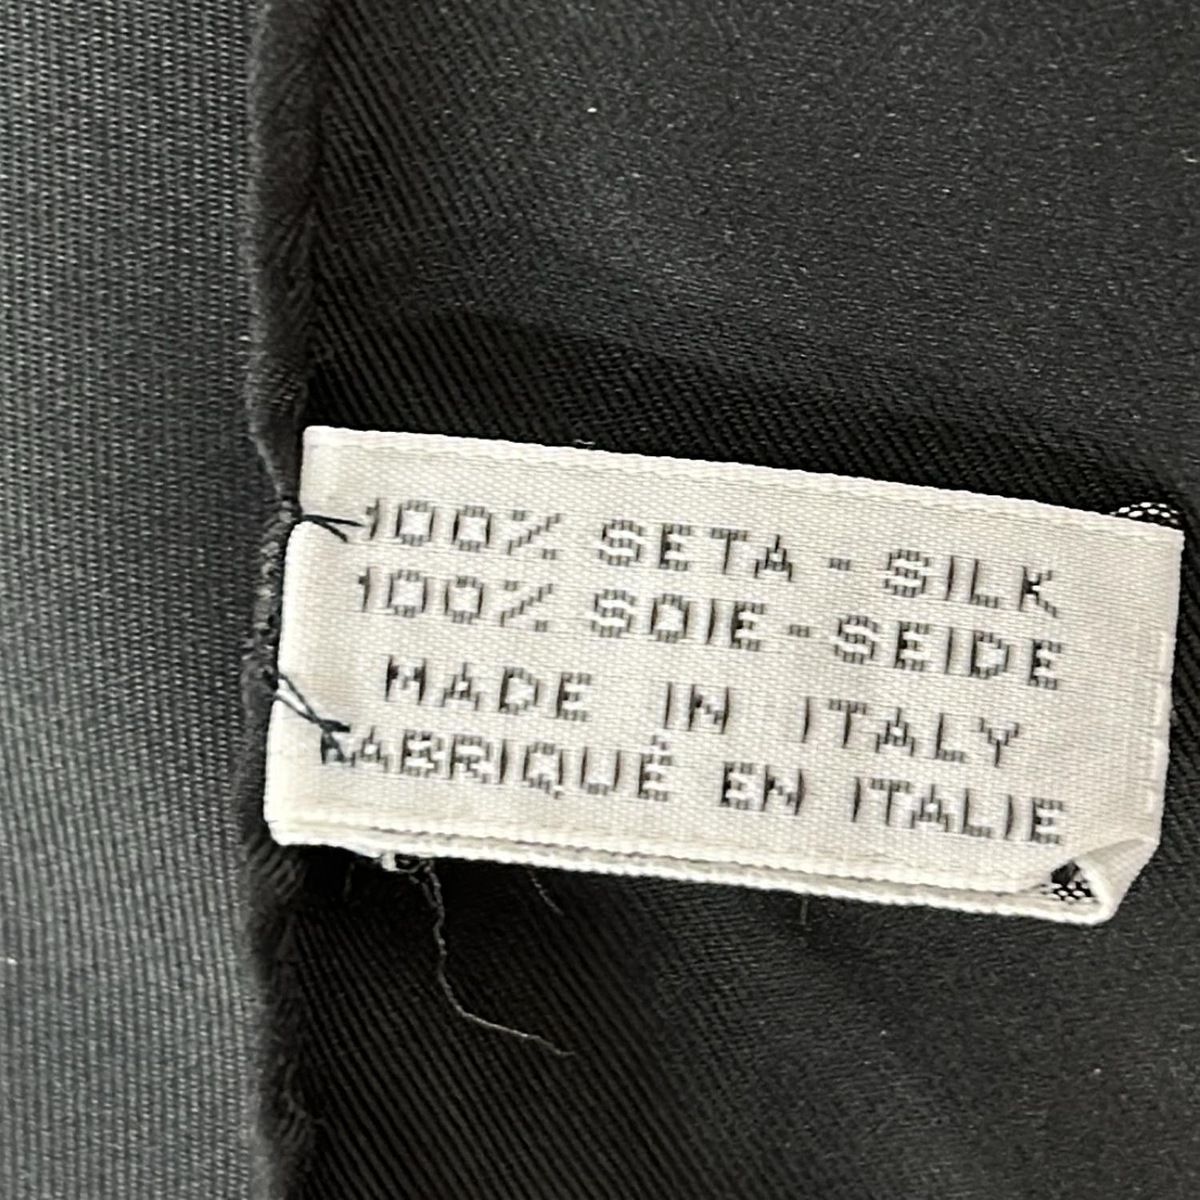 100% SETA - SILK
100% SOIE - SEIDE
MADE IN ITALY
FABRIQUÉ EN ITALIE